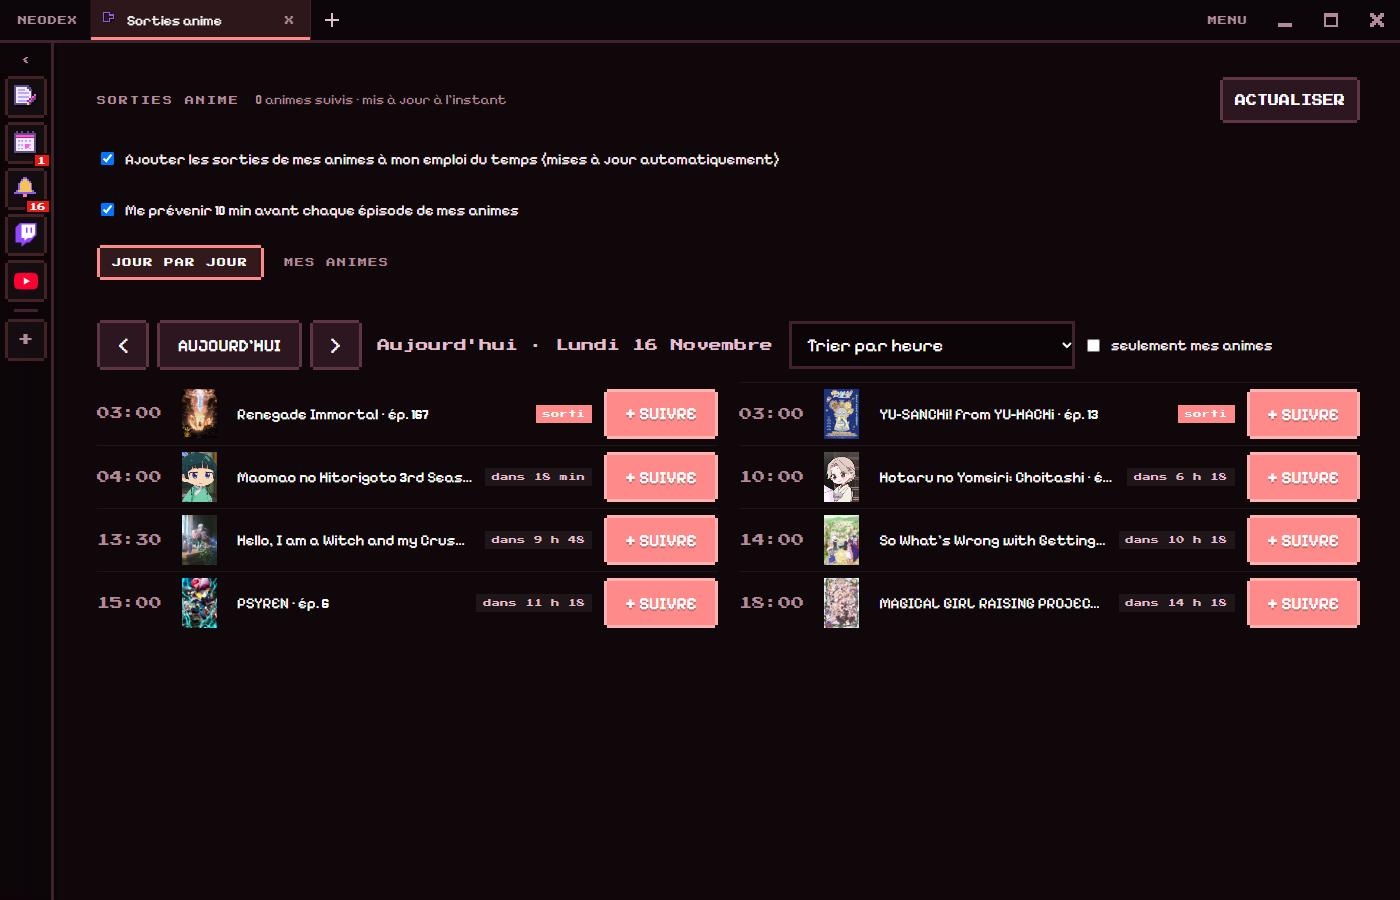 NEODEX
Sorties anime
MENU
SORTIES ANIME 0 animes suivis · mis à jour à l'instant
ACTUALISER
1
16
Ajouter les sorties de mes animes à mon emploi du temps (mises à jour automatiquement)
Me prévenir 10 min avant chaque épisode de mes animes
JOUR PAR JOUR
MES ANIMES
AUJOURD'HUI
Aujourd'hui · Lundi 16 Novembre
Trier par heure
seulement mes animes
03:00 Renegade Immortal · ép. 167 sorti + SUIVRE
03:00 YU-SANCHi! from YU-MACHi · ép. 13 sorti + SUIVRE
04:00 Maomao no Hitorigoto 3rd Seas... dans 18 min + SUIVRE
10:00 Hotaru no Yomeiri: Choitashi · é... dans 6 h 18 + SUIVRE
13:30 Hello, I am a Witch and my Crus... dans 9 h 48 + SUIVRE
14:00 So What's Wrong with Getting... dans 10 h 18 + SUIVRE
15:00 PSYREN · ép. 6 dans 11 h 18 + SUIVRE
18:00 MAGICAL GIRL RAISING PROJEC... dans 14 h 18 + SUIVRE